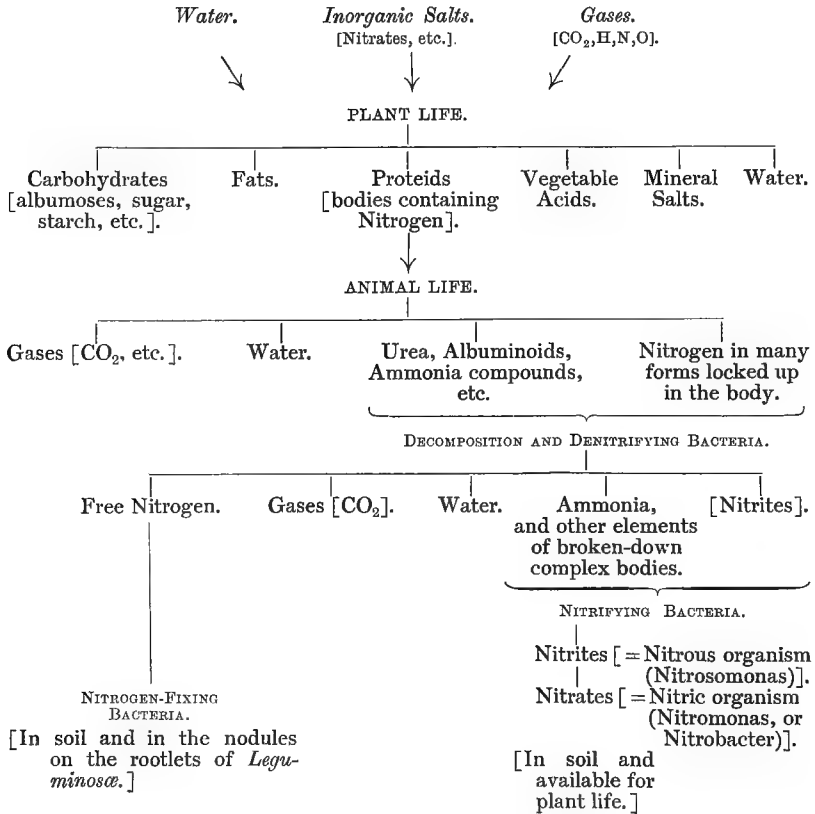 Water. Inorganic Salts. Gases.
[Nitrates, etc.]. [CO₂,H,N,O].
PLANT LIFE.
Carbohydrates
[albumoses, sugar,
starch, etc.].
Fats.
Proteids
[bodies containing
Nitrogen].
Vegetable
Acids.
Mineral
Salts.
Water.
ANIMAL LIFE.
Gases [CO₂, etc.].
Water.
Urea, Albuminoids,
Ammonia compounds,
etc.
Nitrogen in many
forms locked up
in the body.
DECOMPOSITION AND DENITRIFYING BACTERIA.
Free Nitrogen.
Gases [CO₂].
Water.
Ammonia,
and other elements
of broken-down
complex bodies.
[Nitrites].
NITROGEN-FIXING
BACTERIA.
[In soil and in the nodules
on the rootlets of Legu-
minosæ.]
NITRIFYING BACTERIA.
Nitrites [=Nitrous organism
(Nitrosomonas)].
Nitrates [=Nitric organism
(Nitromonas, or
Nitrobacter)].
[In soil and
available for
plant life.]